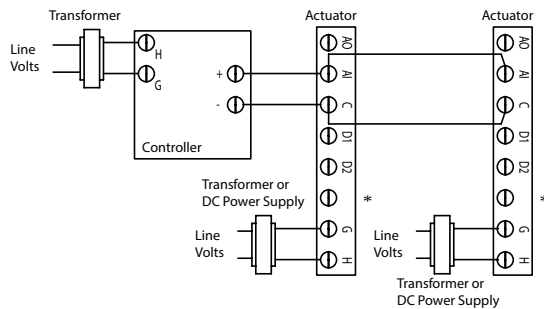 Transformer
Line
Volts
H
G
+
-
Controller
Actuator
AO
AI
C
D1
D2
*
G
H
Transformer or
DC Power Supply
Line
Volts
Actuator
AO
AI
C
D1
D2
*
G
H
Line
Volts
Transformer or
DC Power Supply